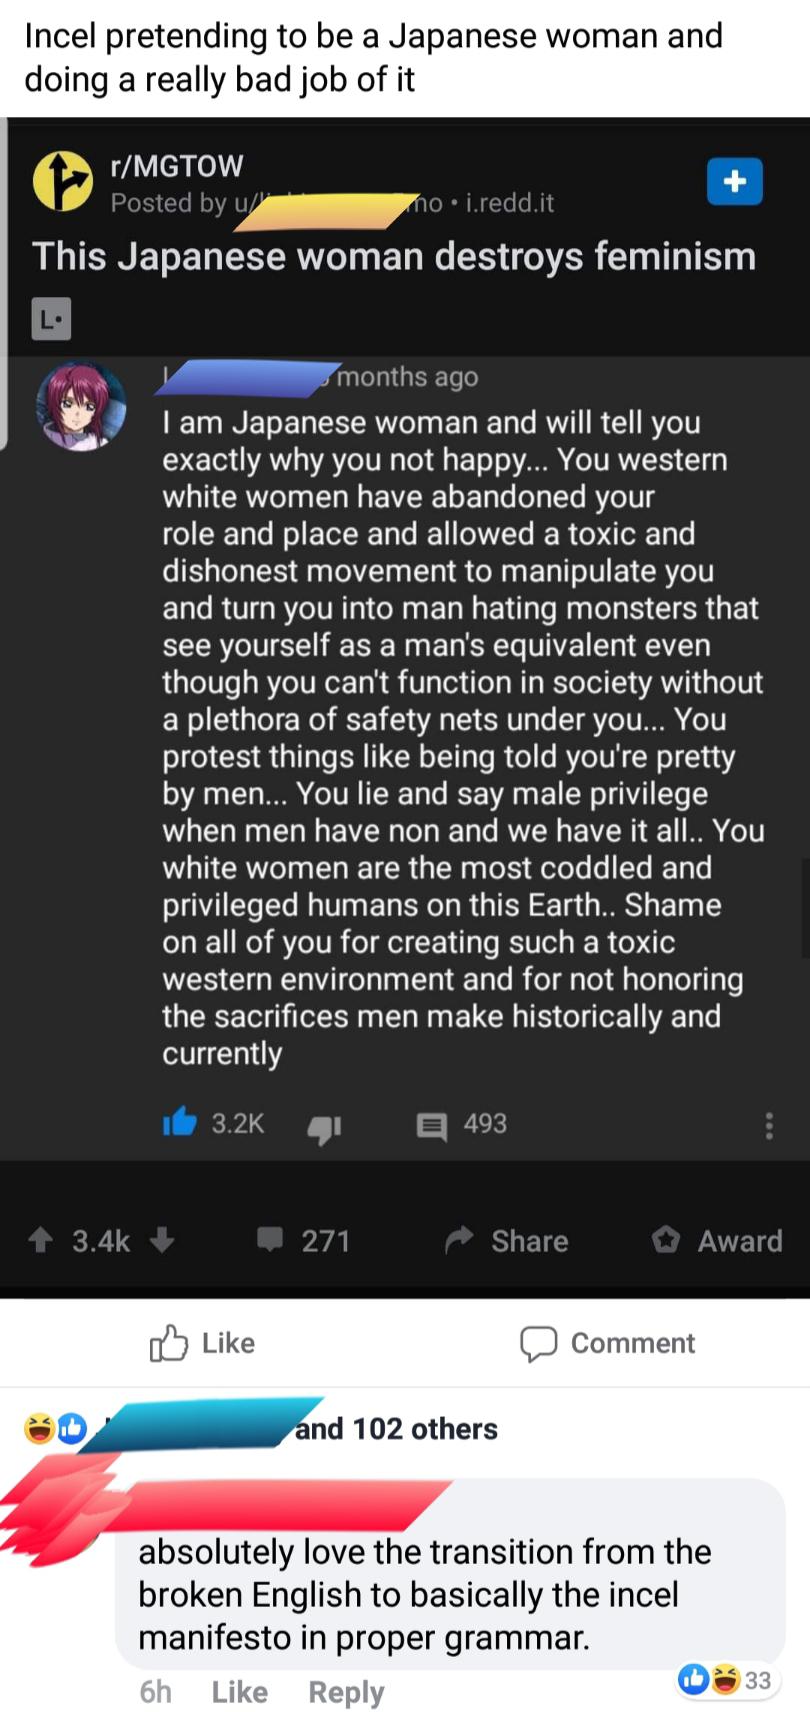 Incel pretending to be a Japanese woman and
doing a really bad job of it
r/MGTOW
Posted by mo • i.redd.it
This Japanese woman destroys feminism
L•
months ago
I am Japanese woman and will tell you
exactly why you not happy... You western
white women have abandoned your
role and place and allowed a toxic and
dishonest movement to manipulate you
and turn you into man hating monsters that
see yourself as a man's equivalent even
though you can't function in society without
a plethora of safety nets under you... You
protest things like being told you're pretty
by men... You lie and say male privilege
when men have non and we have it all.. You
white women are the most coddled and
privileged humans on this Earth.. Shame
on all of you for creating such a toxic
western environment and for not honoring
the sacrifices men make historically and
currently
3.2K 493
3.4k 271 Share Award
Like Comment
and 102 others
absolutely love the transition from the
broken English to basically the incel
manifesto in proper grammar.
6h Like Reply 33